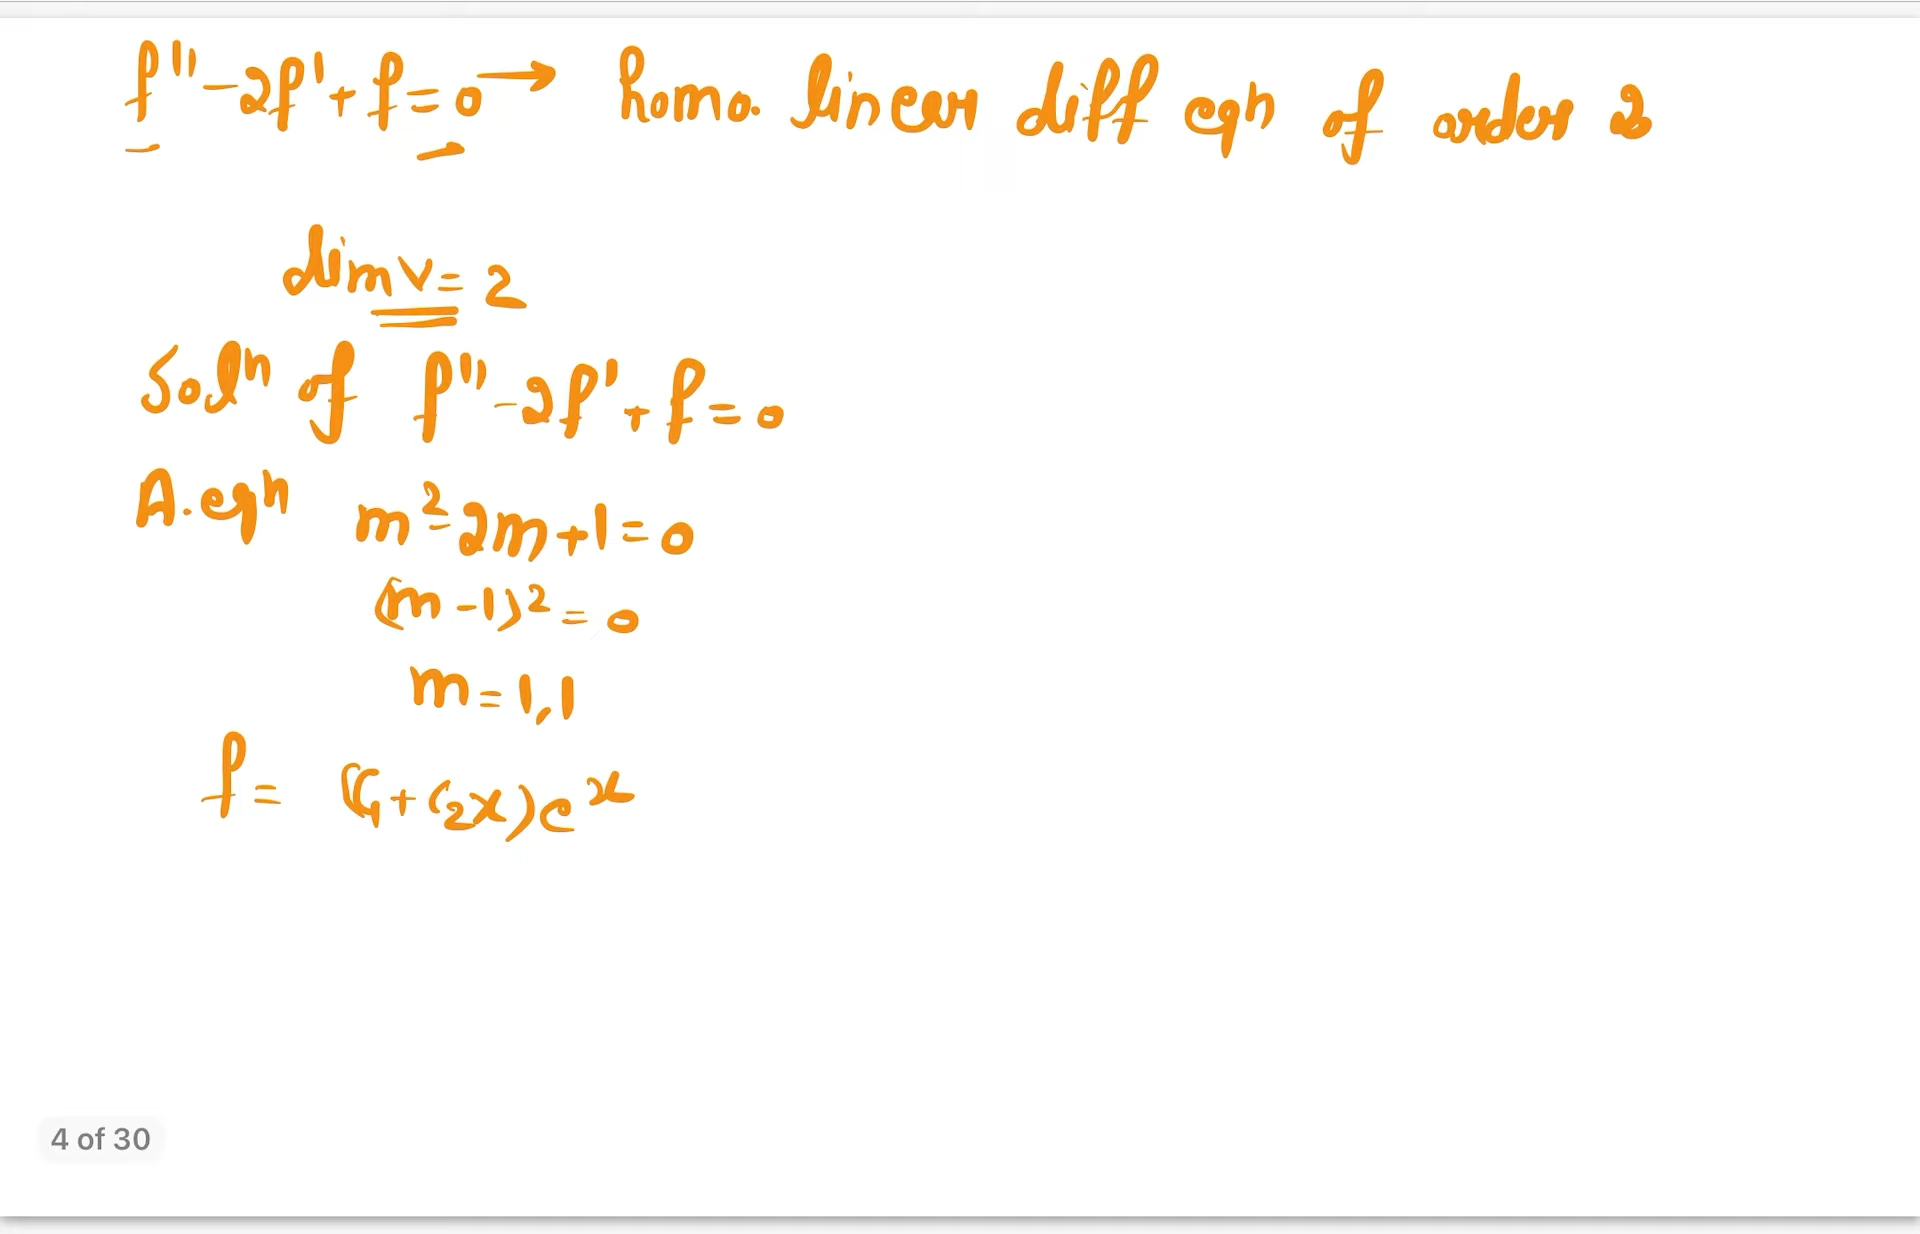 f'' - 2f' + f = 0 → homo. linear diff eqn of order 2
dim V = 2
Solⁿ of f'' - 2f' + f = 0
A. eqⁿ m² - 2m + 1 = 0
(m - 1)² = 0
m = 1, 1
f = (C₁ + C₂x)eˣ
4 of 30